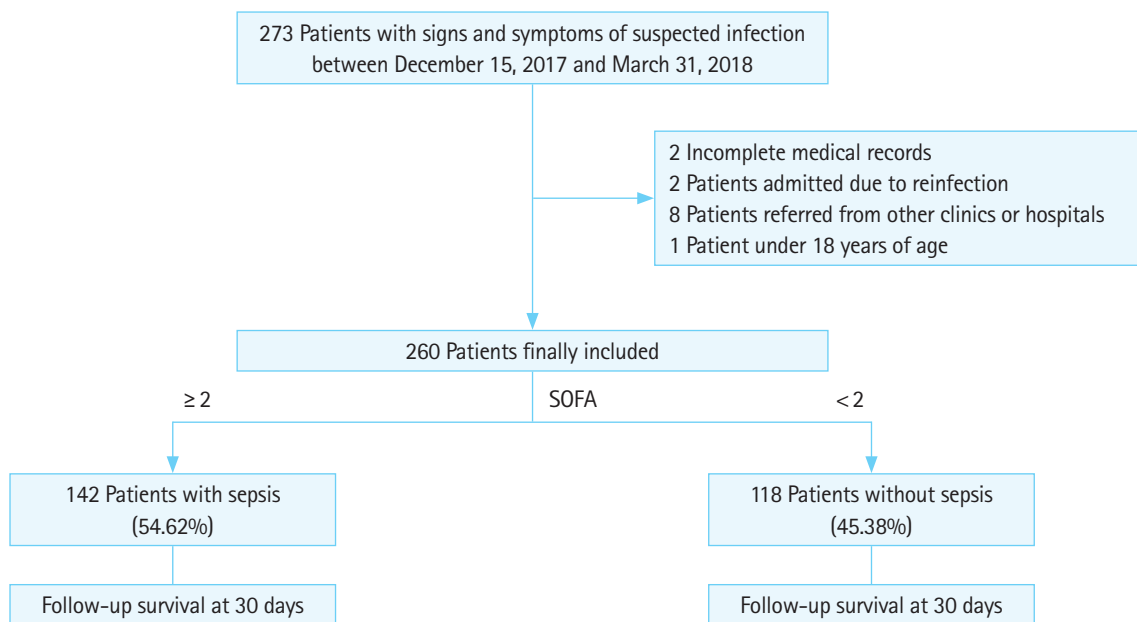 273 Patients with signs and symptoms of suspected infection
between December 15, 2017 and March 31, 2018
2 Incomplete medical records
2 Patients admitted due to reinfection
8 Patients referred from other clinics or hospitals
1 Patient under 18 years of age
260 Patients finally included
≥ 2
SOFA
< 2
142 Patients with sepsis
(54.62%)
118 Patients without sepsis
(45.38%)
Follow-up survival at 30 days
Follow-up survival at 30 days